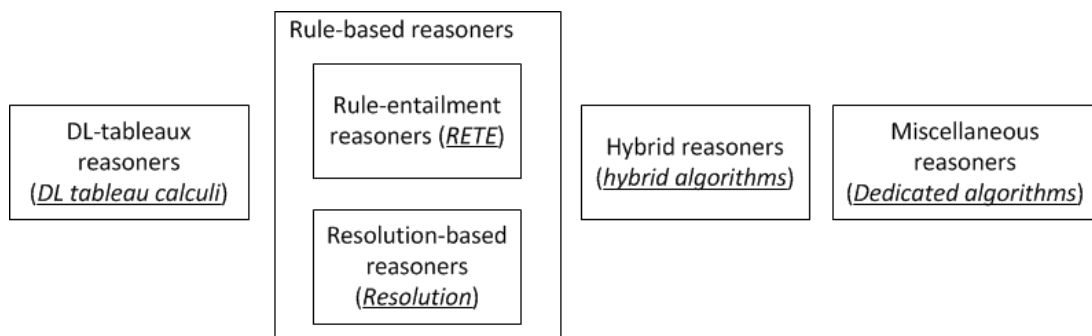 DL-tableaux
reasoners
(DL tableau calculi)
Rule-based reasoners
Rule-entailment
reasoners (RETE)
Resolution-based
reasoners
(Resolution)
Hybrid reasoners
(hybrid algorithms)
Miscellaneous
reasoners
(Dedicated algorithms)